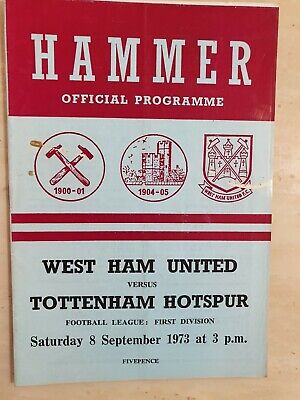 HAMMER
OFFICIAL PROGRAMME
1900-01
1904-05
WEST HAM UNITED F.C.
WEST HAM UNITED
VERSUS
TOTTENHAM HOTSPUR
FOOTBALL LEAGUE: FIRST DIVISION
Saturday 8 September 1973 at 3 p.m.
FIVEPENCE